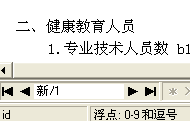 二、健康教育人员
1.专业技术人员数 b1
新/1
id
浮点: 0-9和逗号